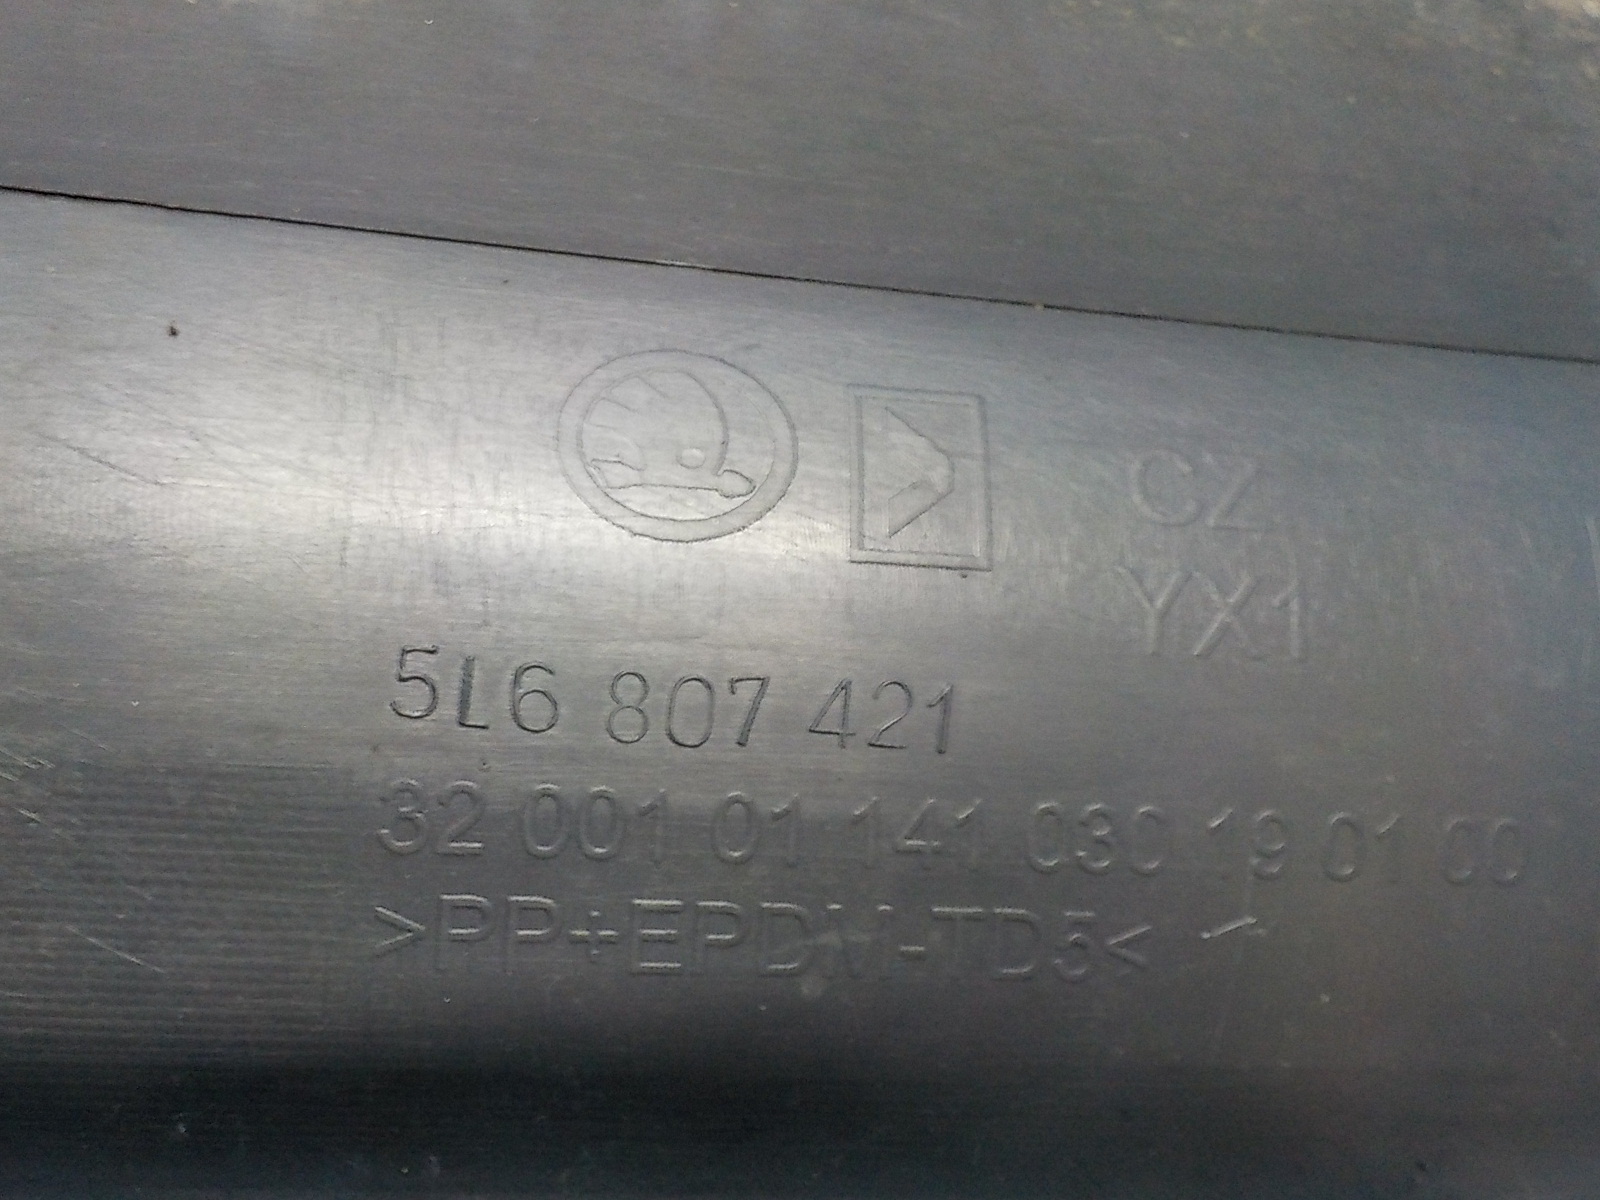 CZ
YX1
5L6 807 421
32 001 01 141 030 19 01 00
>PP+EPDM-TD5<